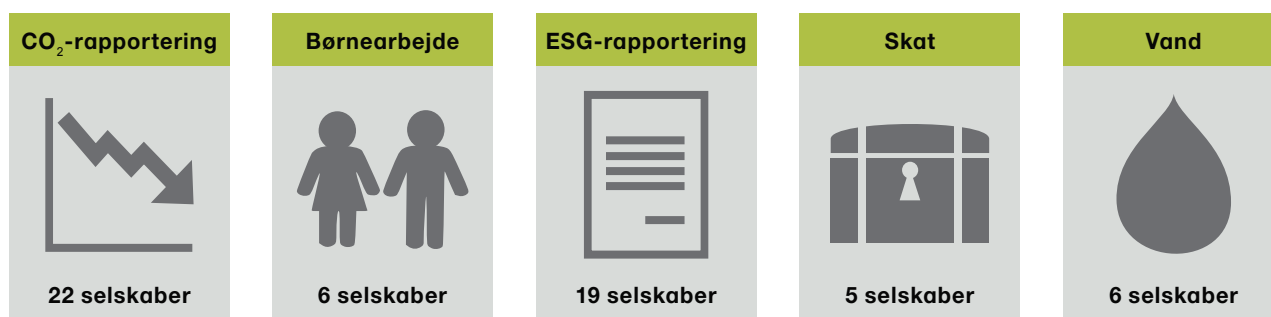 CO₂-rapportering
22 selskaber
Børnearbejde
6 selskaber
ESG-rapportering
19 selskaber
Skat
5 selskaber
Vand
6 selskaber